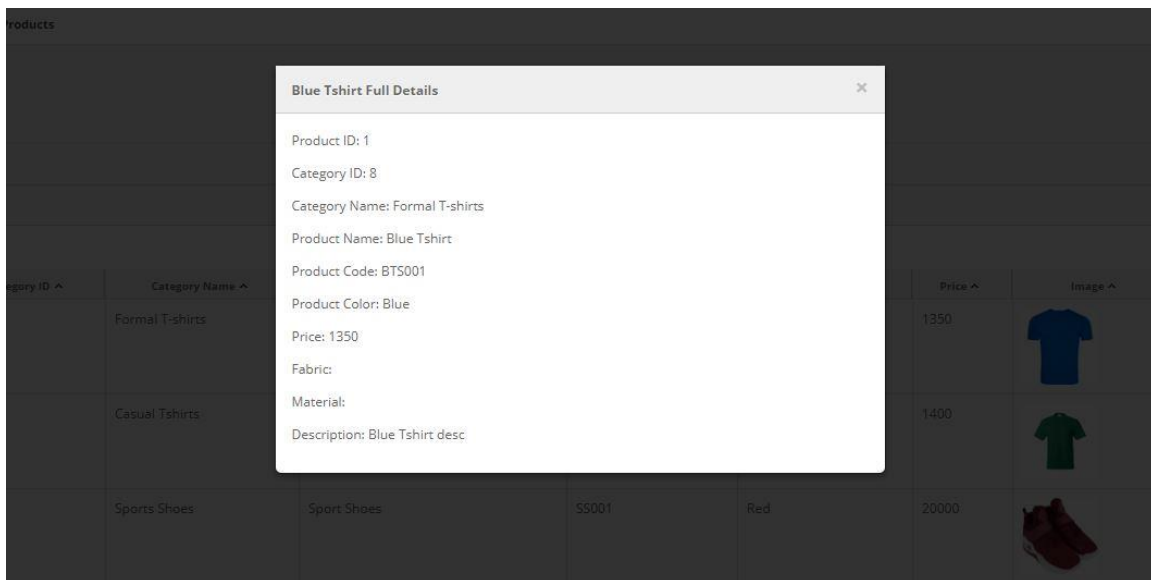 Products
Blue Tshirt Full Details ×
Product ID: 1
Category ID: 8
Category Name: Formal T-shirts
Product Name: Blue Tshirt
Product Code: BTS001
Product Color: Blue
Price: 1350
Fabric:
Material:
Description: Blue Tshirt desc
egory ID Category Name Price Image
Formal T-shirts 1350
Casual Tshirts 1400
Sports Shoes Sport Shoes SS001 Red 20000